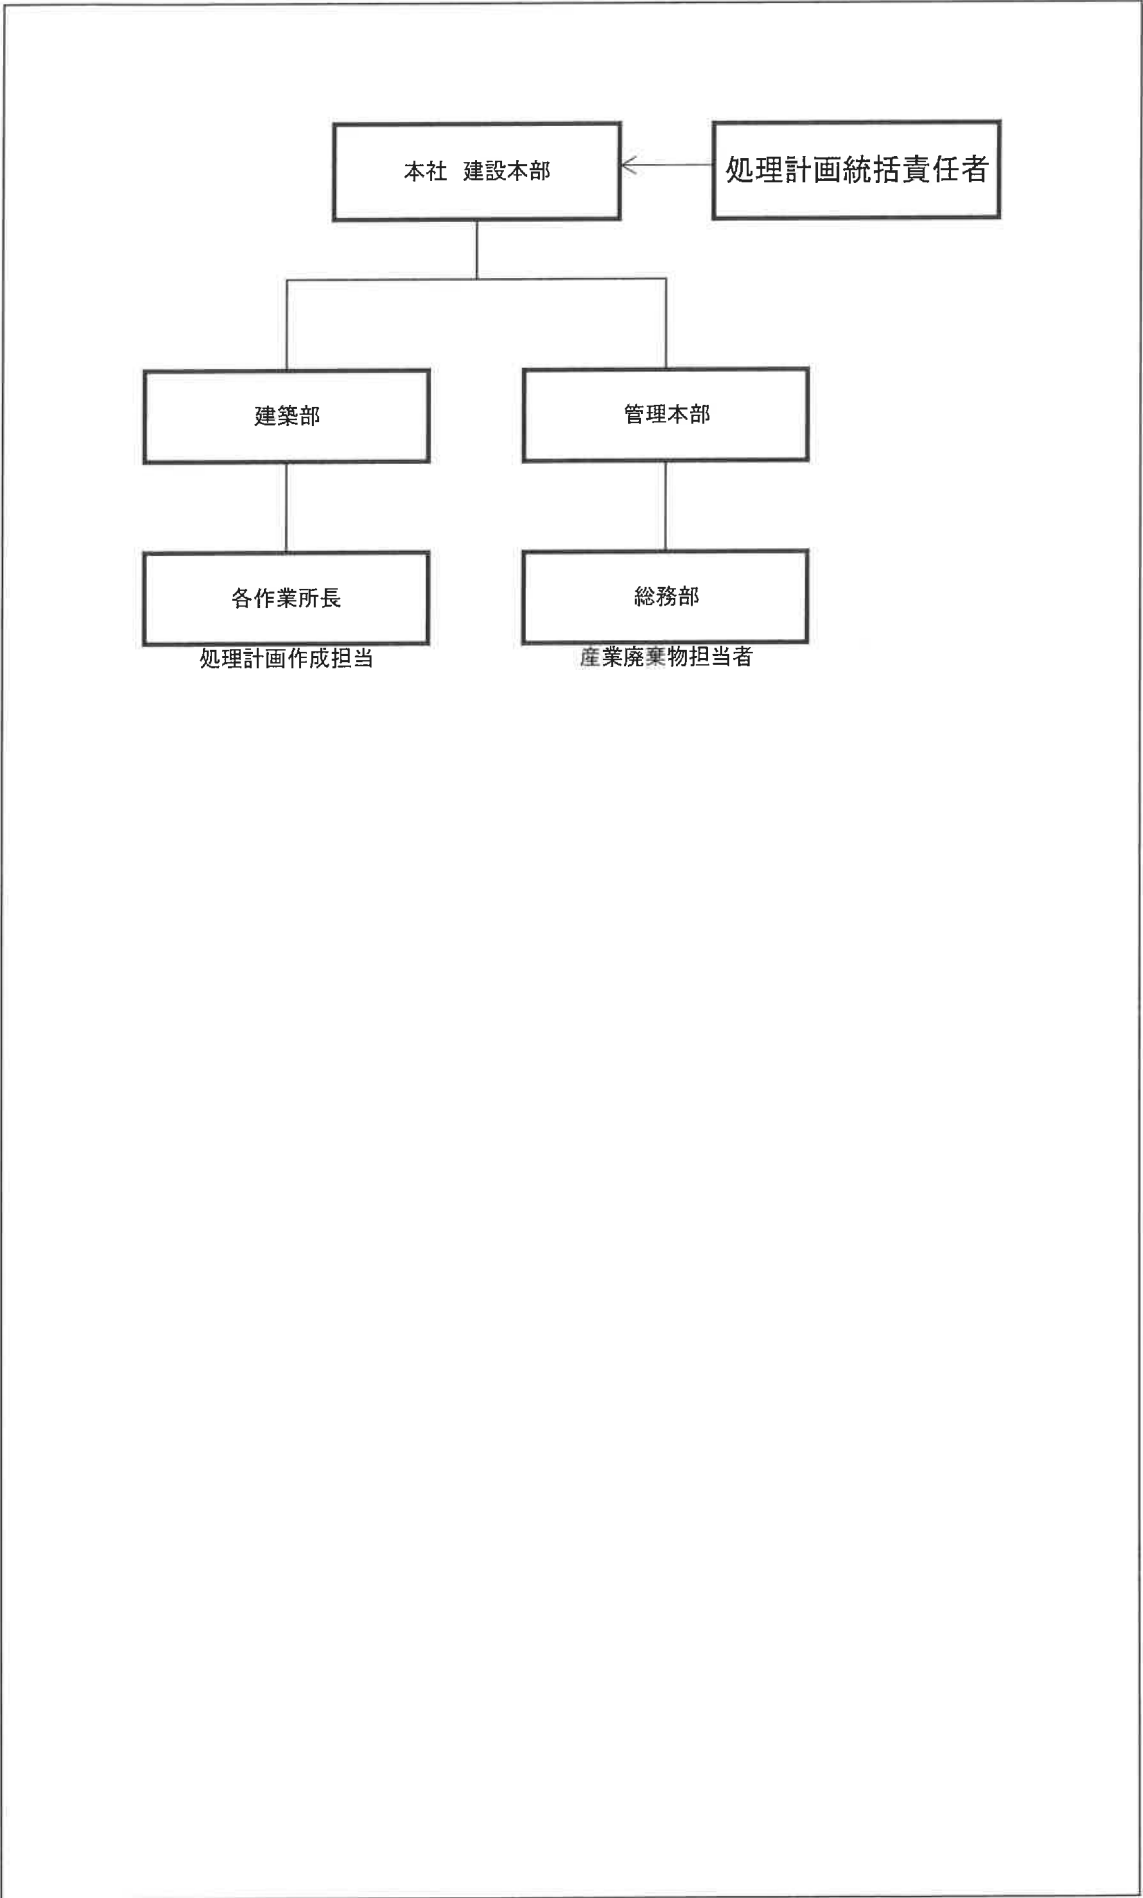 本社 建設本部
処理計画統括責任者
建築部
管理本部
各作業所長
総務部
処理計画作成担当
産業廃棄物担当者